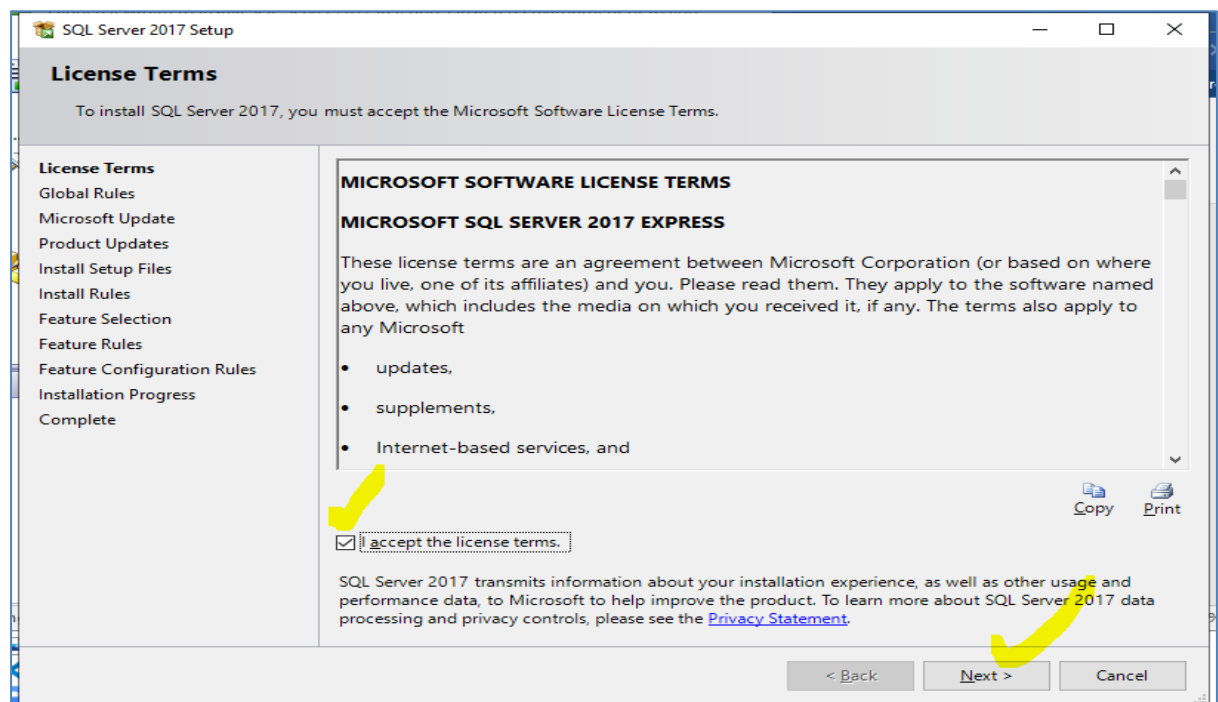 SQL Server 2017 Setup
License Terms
To install SQL Server 2017, you must accept the Microsoft Software License Terms.
License Terms
Global Rules
Microsoft Update
Product Updates
Install Setup Files
Install Rules
Feature Selection
Feature Rules
Feature Configuration Rules
Installation Progress
Complete
MICROSOFT SOFTWARE LICENSE TERMS
MICROSOFT SQL SERVER 2017 EXPRESS
These license terms are an agreement between Microsoft Corporation (or based on where
you live, one of its affiliates) and you. Please read them. They apply to the software named
above, which includes the media on which you received it, if any. The terms also apply to
any Microsoft
• updates,
• supplements,
• Internet-based services, and
Copy Print
I accept the license terms.
SQL Server 2017 transmits information about your installation experience, as well as other usage and
performance data, to Microsoft to help improve the product. To learn more about SQL Server 2017 data
processing and privacy controls, please see the Privacy Statement.
< Back Next > Cancel